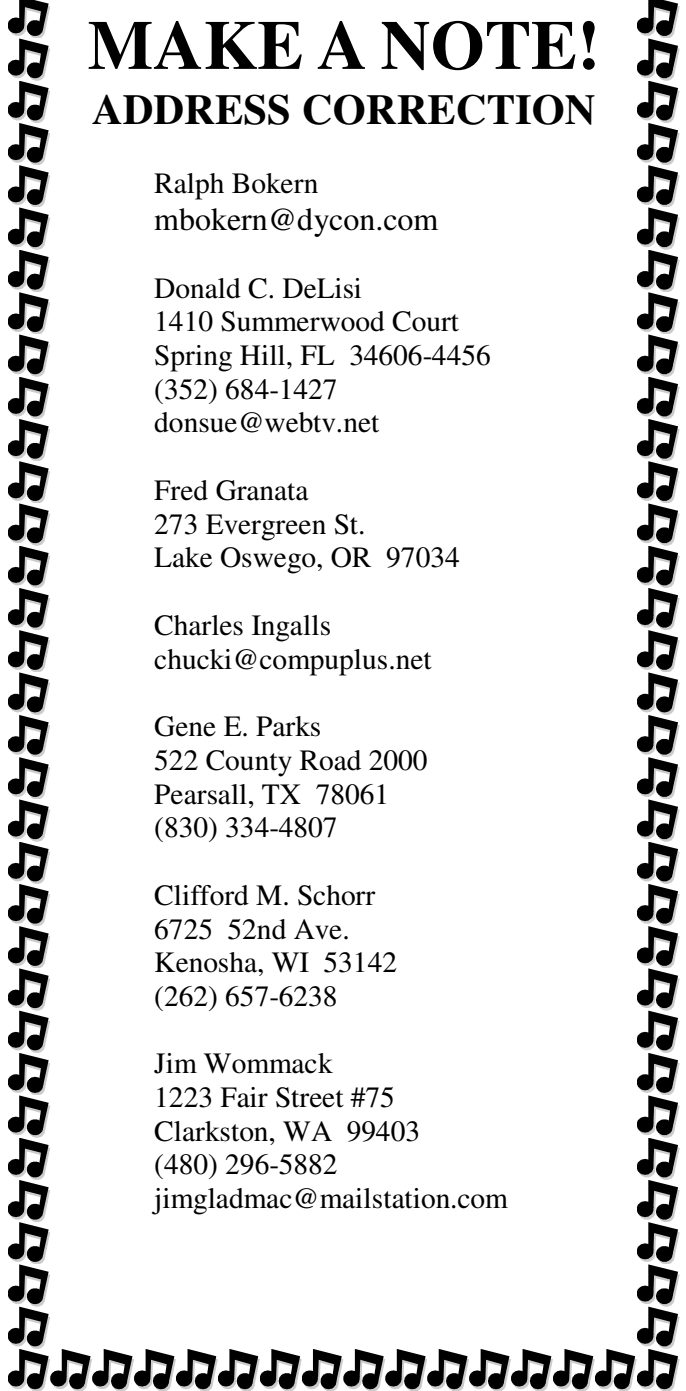 MAKE A NOTE!
ADDRESS CORRECTION
Ralph Bokern
mbokern@dycon.com
Donald C. DeLisi
1410 Summerwood Court
Spring Hill, FL  34606-4456
(352) 684-1427
donsue@webtv.net
Fred Granata
273 Evergreen St.
Lake Oswego, OR  97034
Charles Ingalls
chucki@compuplus.net
Gene E. Parks
522 County Road 2000
Pearsall, TX  78061
(830) 334-4807
Clifford M. Schorr
6725  52nd Ave.
Kenosha, WI  53142
(262) 657-6238
Jim Wommack
1223 Fair Street #75
Clarkston, WA  99403
(480) 296-5882
jimgladmac@mailstation.com